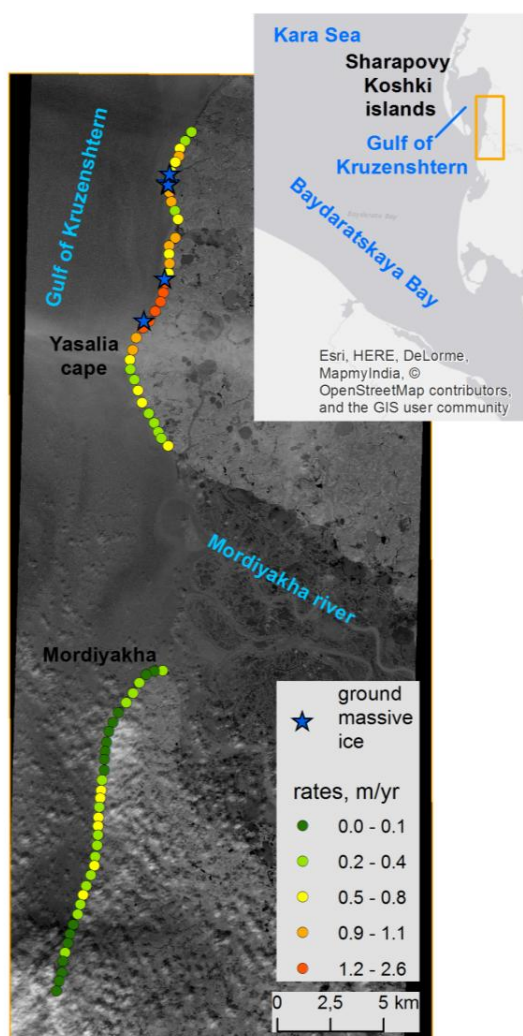 Kara Sea
Sharapovy
Koshki
islands
Gulf of
Kruzenshtern
Baydaratskaya Bay
Esri, HERE, DeLorme,
MapmyIndia, ©
OpenStreetMap contributors,
and the GIS user community
Gulf of Kruzenshtern
Yasalia
cape
Mordiyakha river
Mordiyakha
ground
massive
ice
rates, m/yr
0.0 - 0.1
0.2 - 0.4
0.5 - 0.8
0.9 - 1.1
1.2 - 2.6
0 2,5 5 km